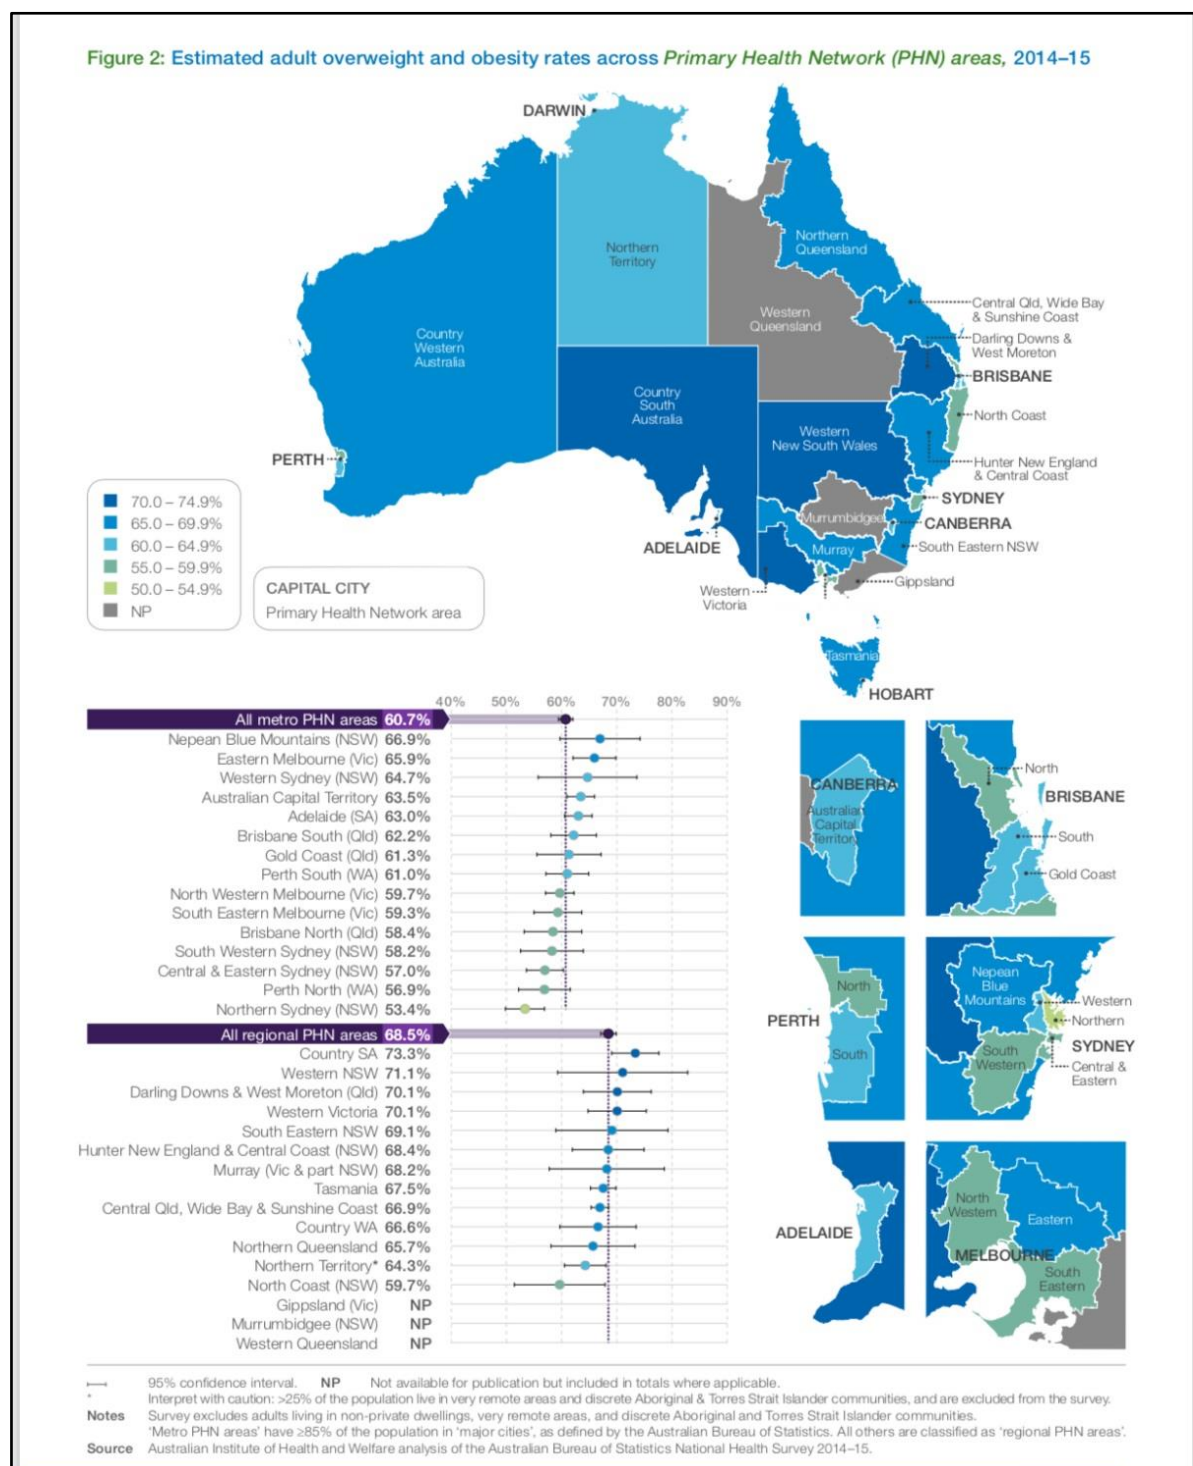 Figure 2: Estimated adult overweight and obesity rates across Primary Health Network (PHN) areas, 2014–15
DARWIN
Northern
Territory
Northern
Queensland
Country
Western
Australia
Western
Queensland
Central Qld, Wide Bay
& Sunshine Coast
Darling Downs &
West Moreton
BRISBANE
Country
South
Australia
North Coast
Western
New South Wales
PERTH
Hunter New England
& Central Coast
SYDNEY
Murrumbidgee
CANBERRA
ADELAIDE
Murray
South Eastern NSW
Western
Victoria
Gippsland
Tasmania
HOBART
70.0 – 74.9%
65.0 – 69.9%
60.0 – 64.9%
55.0 – 59.9%
50.0 – 54.9%
NP
CAPITAL CITY
Primary Health Network area
40% 50% 60% 70% 80% 90%
All metro PHN areas 60.7%
Nepean Blue Mountains (NSW) 66.9%
Eastern Melbourne (Vic) 65.9%
Western Sydney (NSW) 64.7%
Australian Capital Territory 63.5%
Adelaide (SA) 63.0%
Brisbane South (Qld) 62.2%
Gold Coast (Qld) 61.3%
Perth South (WA) 61.0%
North Western Melbourne (Vic) 59.7%
South Eastern Melbourne (Vic) 59.3%
Brisbane North (Qld) 58.4%
South Western Sydney (NSW) 58.2%
Central & Eastern Sydney (NSW) 57.0%
Perth North (WA) 56.9%
Northern Sydney (NSW) 53.4%
All regional PHN areas 68.5%
Country SA 73.3%
Western NSW 71.1%
Darling Downs & West Moreton (Qld) 70.1%
Western Victoria 70.1%
South Eastern NSW 69.1%
Hunter New England & Central Coast (NSW) 68.4%
Murray (Vic & part NSW) 68.2%
Tasmania 67.5%
Central Qld, Wide Bay & Sunshine Coast 66.9%
Country WA 66.6%
Northern Queensland 65.7%
Northern Territory* 64.3%
North Coast (NSW) 59.7%
Gippsland (Vic) NP
Murrumbidgee (NSW) NP
Western Queensland NP
CANBERRA
Australian
Capital
Territory
North
BRISBANE
South
Gold Coast
North
PERTH
South
Nepean
Blue
Mountains
Western
Northern
SYDNEY
South
Western
Central &
Eastern
ADELAIDE
North
Western
Eastern
MELBOURNE
South
Eastern
95% confidence interval. NP Not available for publication but included in totals where applicable.
* Interpret with caution: >25% of the population live in very remote areas and discrete Aboriginal & Torres Strait Islander communities, and are excluded from the survey.
Notes Survey excludes adults living in non-private dwellings, very remote areas, and discrete Aboriginal and Torres Strait Islander communities.
'Metro PHN areas' have ≥85% of the population in 'major cities', as defined by the Australian Bureau of Statistics. All others are classified as 'regional PHN areas'.
Source Australian Institute of Health and Welfare analysis of the Australian Bureau of Statistics National Health Survey 2014–15.